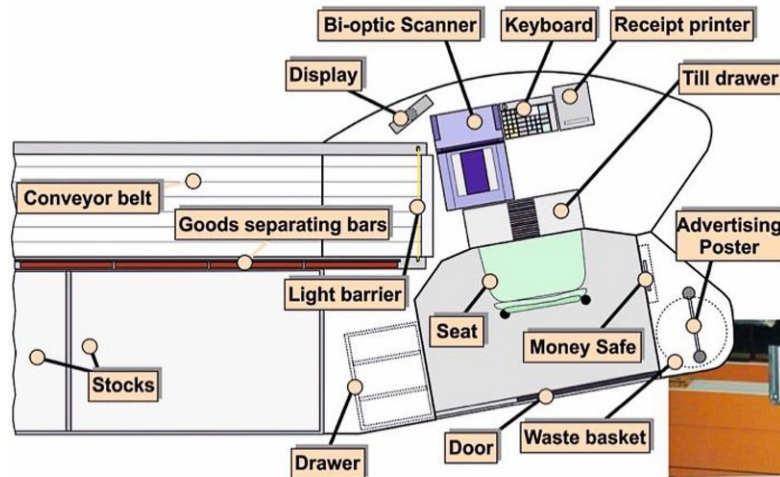 Bi-optic Scanner
Keyboard
Receipt printer
Display
Till drawer
Conveyor belt
Goods separating bars
Advertising
Poster
Light barrier
Seat
Money Safe
Stocks
Drawer
Door
Waste basket